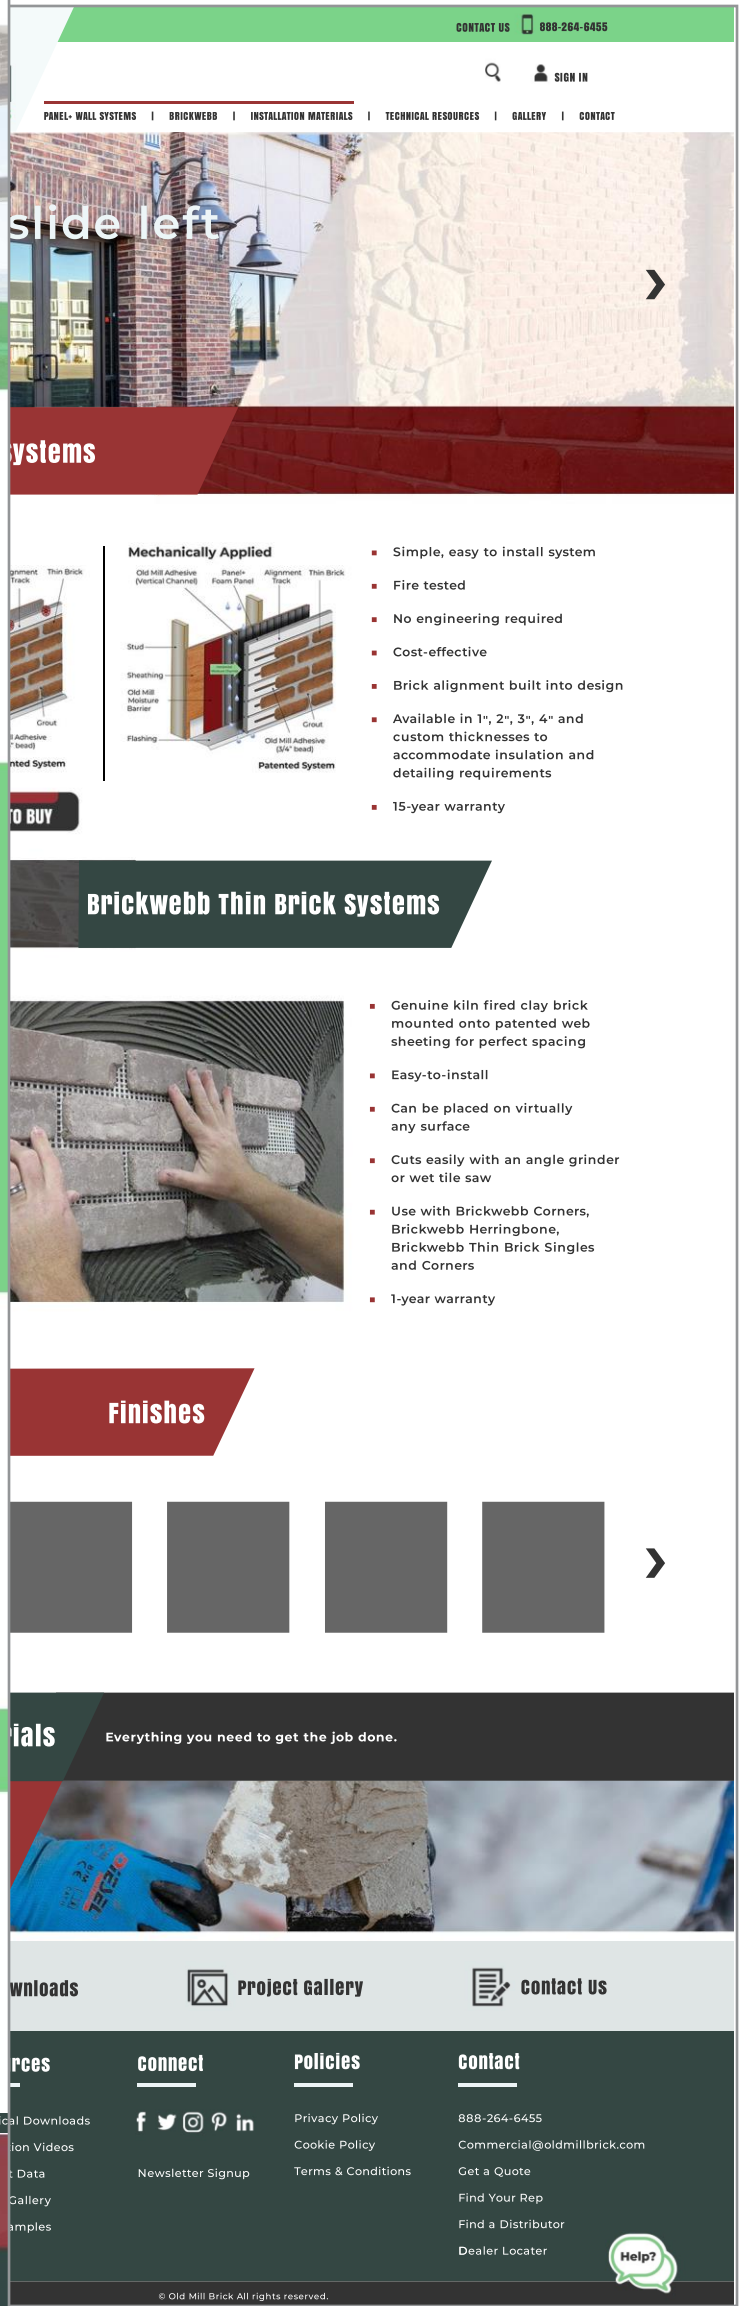 CONTACT US 888-264-6455
SIGN IN
PANEL+ WALL SYSTEMS | BRICKWEBB | INSTALLATION MATERIALS | TECHNICAL RESOURCES | GALLERY | CONTACT
slide left
systems
Mechanically Applied
Old Mill Adhesive
(Vertical Channel)
Panel+
Foam Panel
Alignment
Track
Thin Brick
Thin Brick
Track
Stud
Sheathing
Old Mill
Moisture
Barrier
Flashing
Grout
Old Mill Adhesive
(3/4" bead)
Patented System
Grout
ll Adhesive
" bead)
nted System
TO BUY
Simple, easy to install system
Fire tested
No engineering required
Cost-effective
Brick alignment built into design
Available in 1", 2", 3", 4" and
custom thicknesses to
accommodate insulation and
detailing requirements
15-year warranty
Brickwebb Thin Brick Systems
Genuine kiln fired clay brick
mounted onto patented web
sheeting for perfect spacing
Easy-to-install
Can be placed on virtually
any surface
Cuts easily with an angle grinder
or wet tile saw
Use with Brickwebb Corners,
Brickwebb Herringbone,
Brickwebb Thin Brick Singles
and Corners
1-year warranty
Finishes
rials
Everything you need to get the job done.
wnloads
Project Gallery
Contact Us
rces
ical Downloads
ion Videos
t Data
Gallery
amples
Connect
Newsletter Signup
Policies
Privacy Policy
Cookie Policy
Terms & Conditions
Contact
888-264-6455
Commercial@oldmillbrick.com
Get a Quote
Find Your Rep
Find a Distributor
Dealer Locater
Help?
© Old Mill Brick All rights reserved.